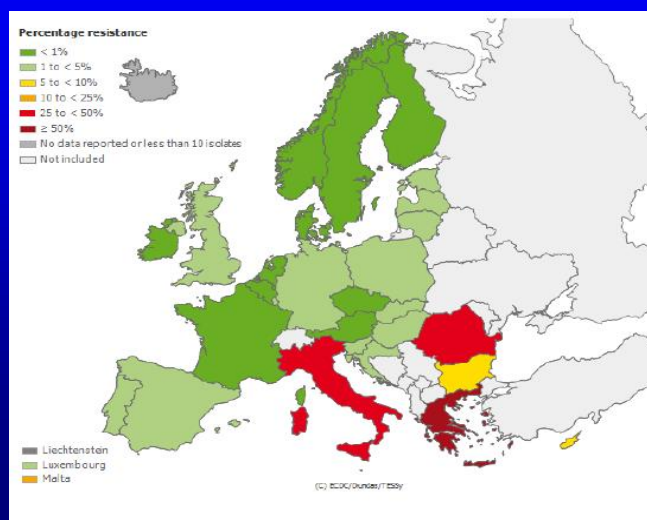 Percentage resistance
< 1%
1 to < 5%
5 to < 10%
10 to < 25%
25 to < 50%
≥ 50%
No data reported or less than 10 isolates
Not included
Liechtenstein
Luxembourg
Malta
(C) ECDC/Dundas/TESSy